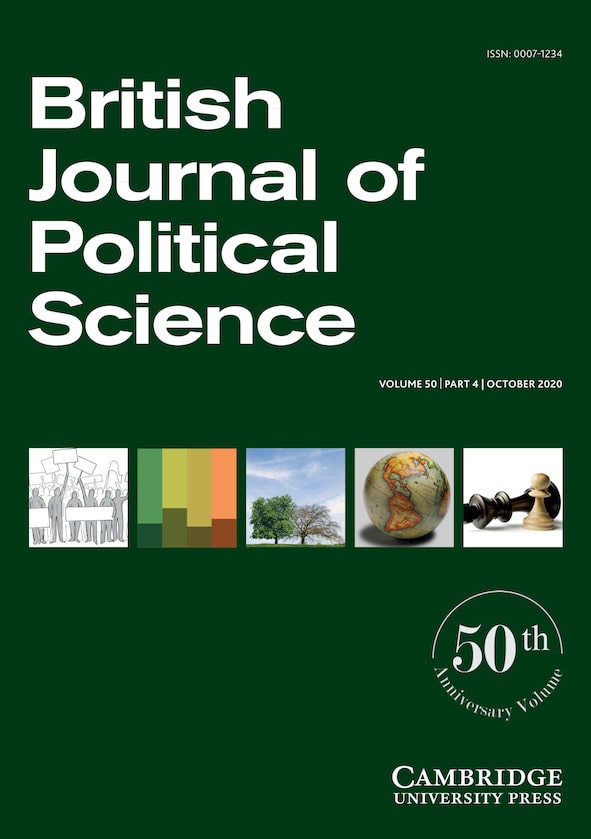 ISSN: 0007-1234
British
Journal of
Political
Science
VOLUME 50 | PART 4 | OCTOBER 2020
50th
Anniversary Volume
CAMBRIDGE
UNIVERSITY PRESS